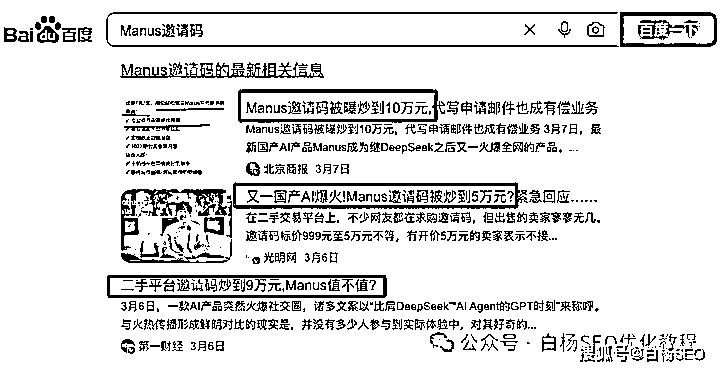 Bai百度 Manus邀请码 百度一下
Manus邀请码的最新相关信息
Manus邀请码被曝炒到10万元,代写申请邮件也成有偿业务
Manus邀请码被曝炒到10万元，代写申请邮件也成有偿业务 3月7日，最
新国产AI产品Manus成为继DeepSeek之后又一火爆全网的产品。...
北京商报 3月7日
又一国产AI爆火!Manus邀请码被炒到5万元?紧急回应......
在二手交易平台上，不少网友都在求购邀请码，但出售的卖家寥寥无几。
邀请码标价999元至5万元不等，有开价5万元的卖家表示不接...
光明网 3月6日
二手平台邀请码炒到9万元,Manus值不值?
3月6日，一款AI产品突然火爆社交圈，诸多文案以“比肩DeepSeek”“AI Agent的GPT时刻”来称呼。
与火热传播形成鲜明对比的现实是，并没有多少人参与到实际体验中，对其好奇的...
第一财经 3月6日
公众号·白杨SEO优化教程
搜狐号@白杨SEO